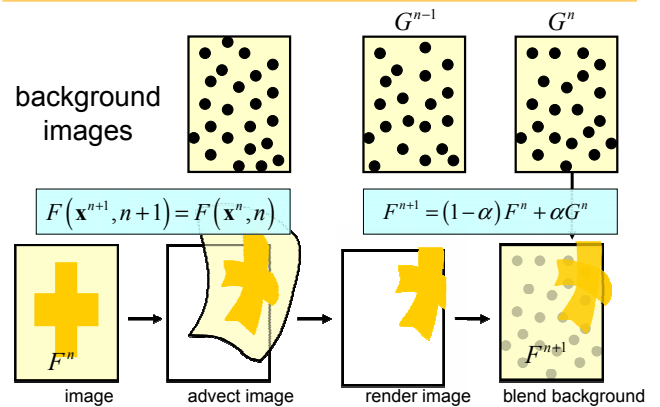 G^{n-1} G^n
background
images
F(𝐱^{n+1}, n+1) = F(𝐱^n, n)
F^{n+1} = (1-α)F^n + αG^n
F^n
F^{n+1}
image advect image render image blend background